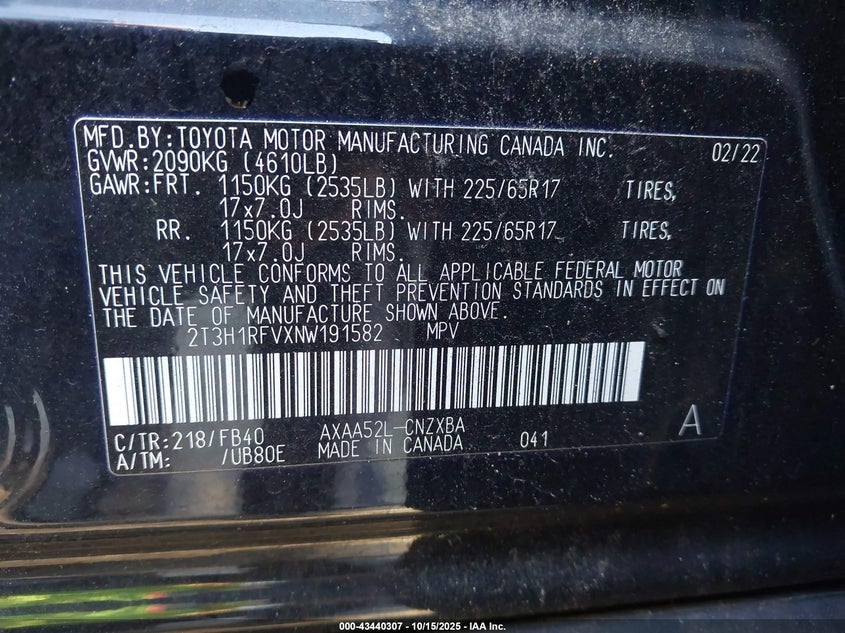 MFD.BY:TOYOTA MOTOR MANUFACTURING CANADA INC. 02/22
GVWR:2090KG (4610LB)
GAWR:FRT. 1150KG (2535LB) WITH 225/65R17 TIRES,
17x7.0J RIMS.
RR. 1150KG (2535LB) WITH 225/65R17 TIRES,
17x7.0J RIMS.
THIS VEHICLE CONFORMS TO ALL APPLICABLE FEDERAL MOTOR
VEHICLE SAFETY AND THEFT PREVENTION STANDARDS IN EFFECT ON
THE DATE OF MANUFACTURE SHOWN ABOVE.
2T3H1RFVXNW191582 MPV
C/TR:218/FB40 AXAA52L-CNZXBA A
A/TM: /UB80E MADE IN CANADA 041
000-43440307 - 10/15/2025 - IAA Inc.